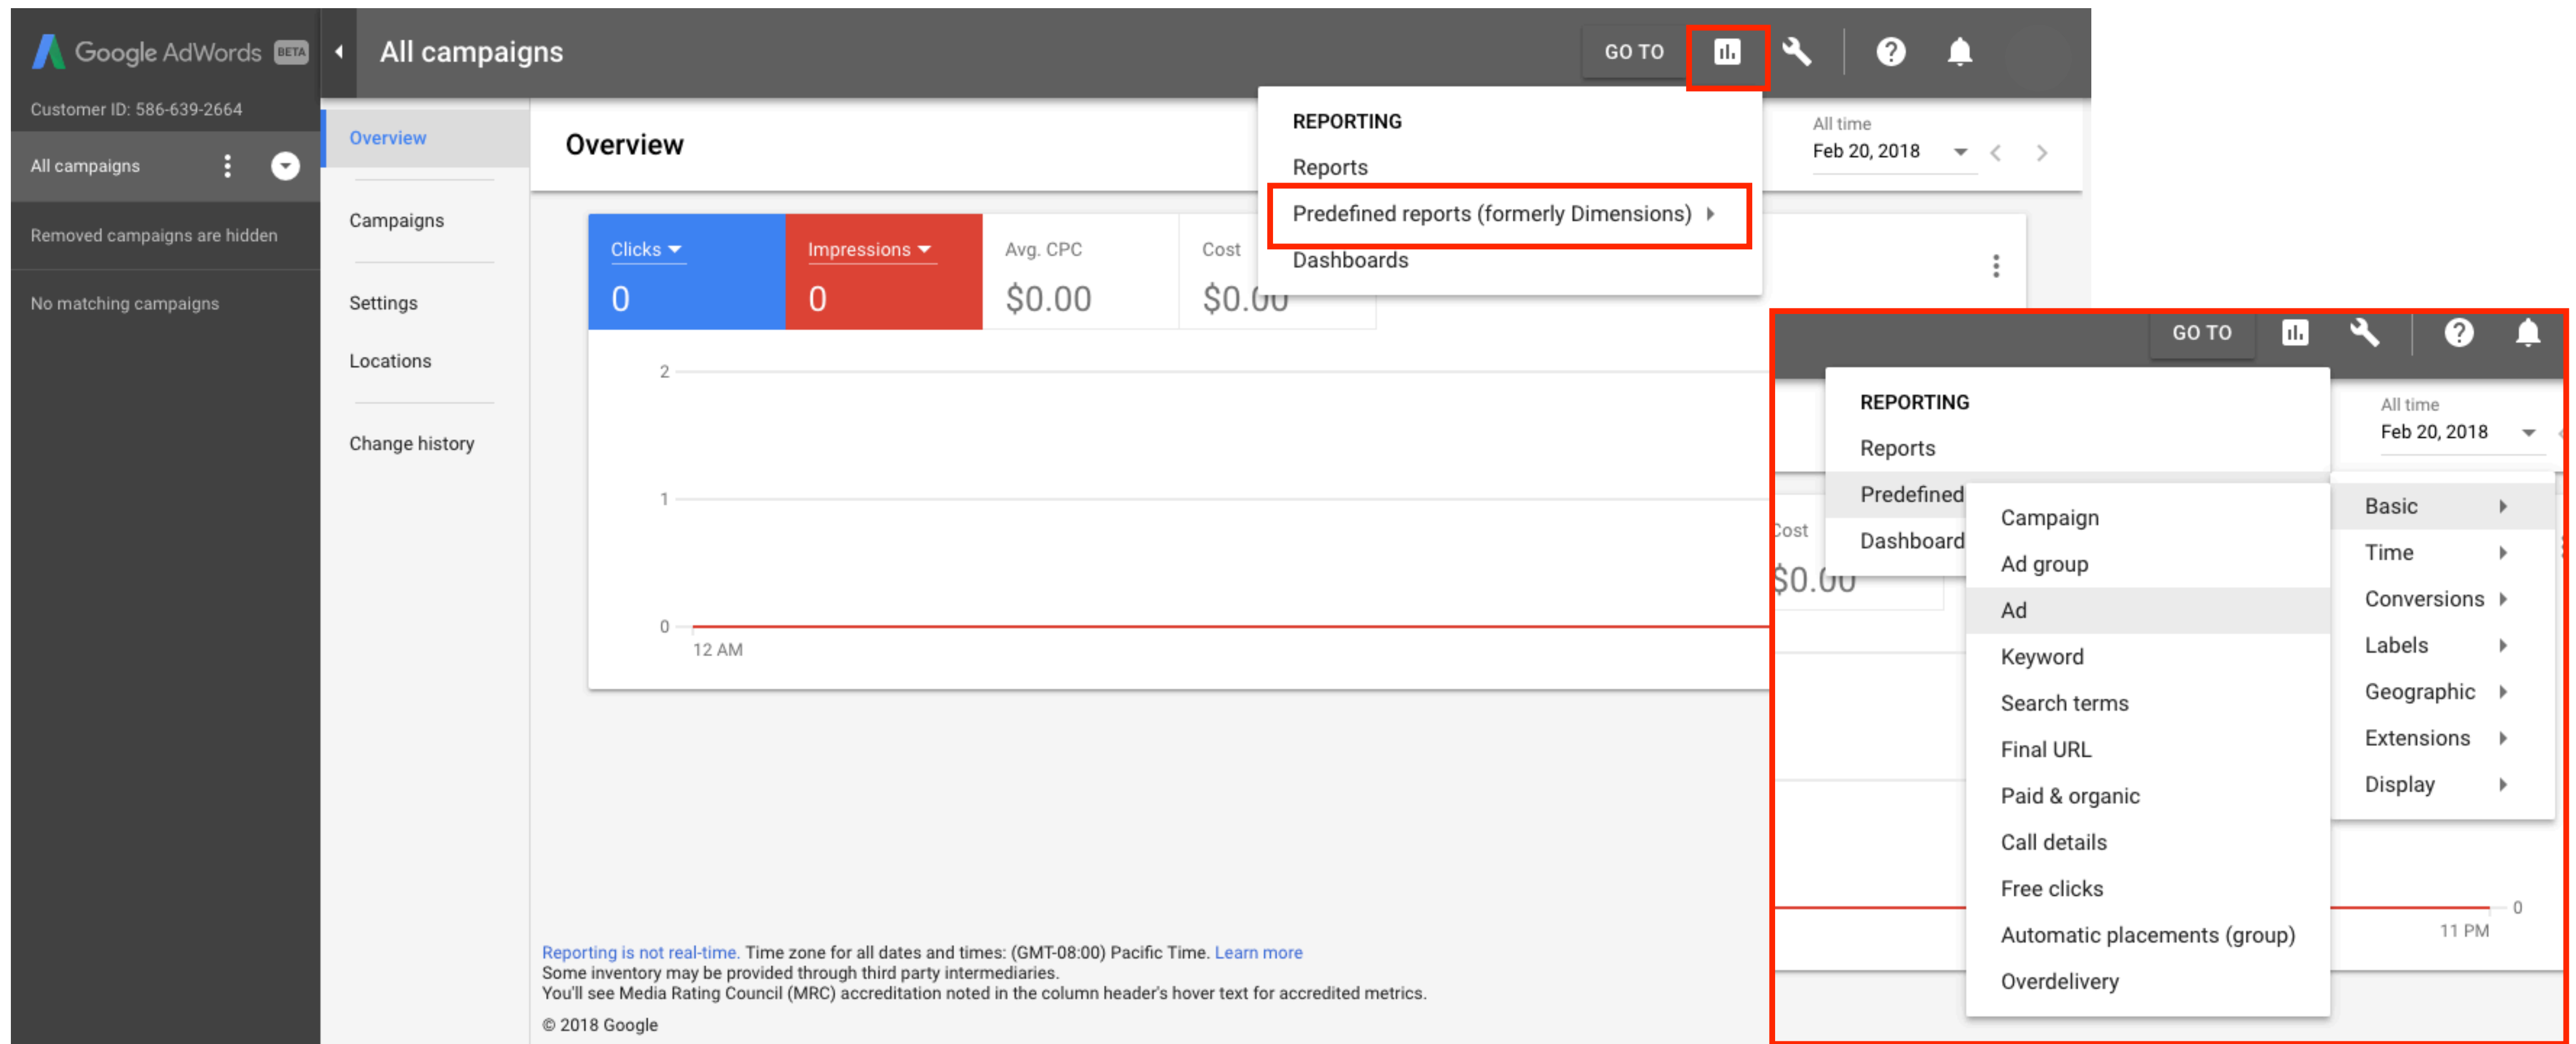 Google AdWords BETA
All campaigns
GO TO
Customer ID: 586-639-2664
All campaigns
Removed campaigns are hidden
No matching campaigns
Overview
Campaigns
Settings
Locations
Change history
Overview
REPORTING
Reports
Predefined reports (formerly Dimensions)
Dashboards
All time
Feb 20, 2018
Clicks
0
Impressions
0
Avg. CPC
$0.00
Cost
$0.00
2
1
0
12 AM
Reporting is not real-time. Time zone for all dates and times: (GMT-08:00) Pacific Time. Learn more
Some inventory may be provided through third party intermediaries.
You'll see Media Rating Council (MRC) accreditation noted in the column header's hover text for accredited metrics.
© 2018 Google
GO TO
REPORTING
Reports
Predefined
Dashboard
All time
Feb 20, 2018
Cost
$0.00
Campaign
Ad group
Ad
Keyword
Search terms
Final URL
Paid & organic
Call details
Free clicks
Automatic placements (group)
Overdelivery
Basic
Time
Conversions
Labels
Geographic
Extensions
Display
0
11 PM